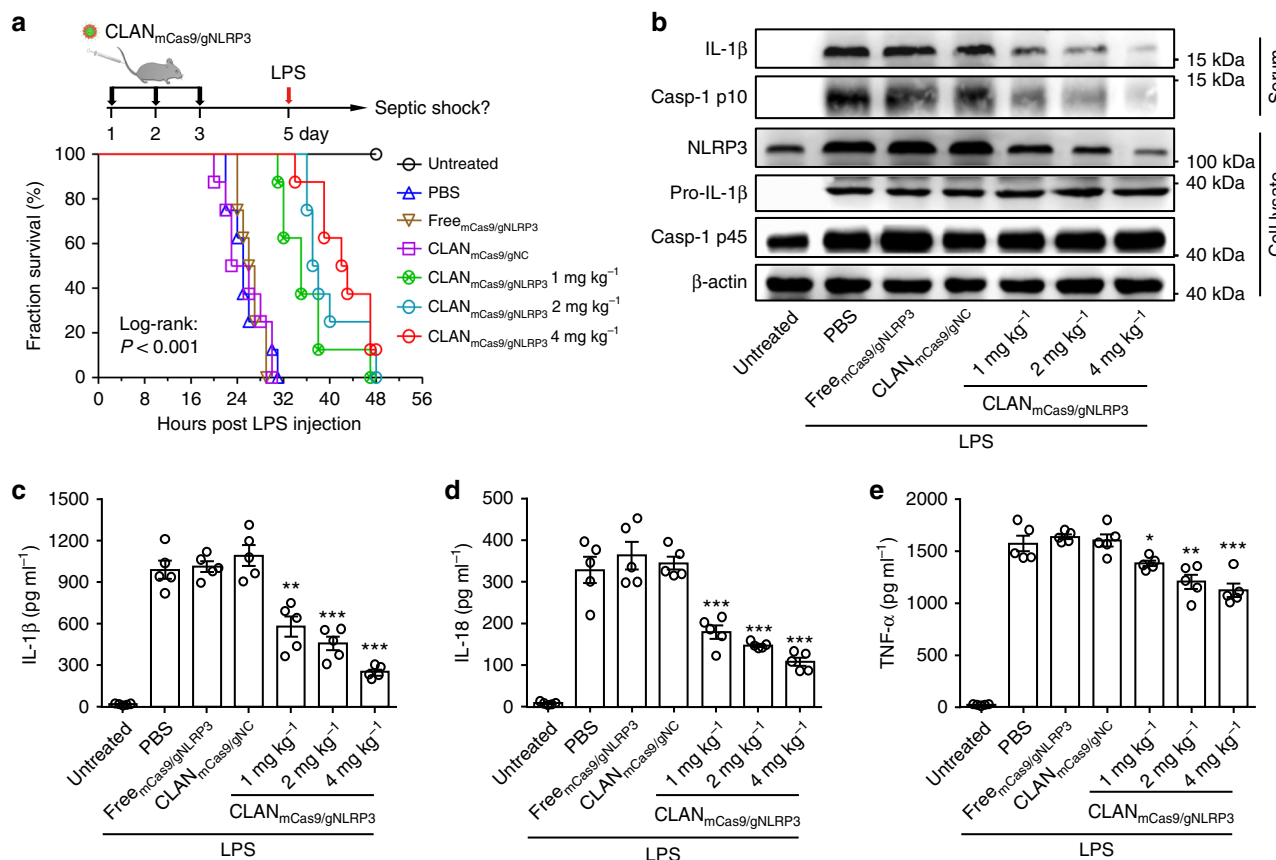 a
CLANmCas9/gNLRP3
LPS
Septic shock?
1 2 3 5 day
100
80
60
40
20
0
Fraction survival (%)
Log-rank:
P < 0.001
0 8 16 24 32 40 48 56
Hours post LPS injection
Untreated
PBS
FreemCas9/gNLRP3
CLANmCas9/gNC
CLANmCas9/gNLRP3 1 mg kg⁻¹
CLANmCas9/gNLRP3 2 mg kg⁻¹
CLANmCas9/gNLRP3 4 mg kg⁻¹
b
IL-1β
15 kDa
Casp-1 p10
15 kDa
Serum
NLRP3
100 kDa
Pro-IL-1β
40 kDa
Casp-1 p45
40 kDa
β-actin
40 kDa
Cell lysate
Untreated
PBS
FreemCas9/gNLRP3
CLANmCas9/gNC
1 mg kg⁻¹
2 mg kg⁻¹
4 mg kg⁻¹
CLANmCas9/gNLRP3
LPS
c
IL-1β (pg ml⁻¹)
1500
1200
900
600
300
0
** *** ***
Untreated
PBS
FreemCas9/gNLRP3
CLANmCas9/gNC
1 mg kg⁻¹
2 mg kg⁻¹
4 mg kg⁻¹
CLANmCas9/gNLRP3
LPS
d
IL-18 (pg ml⁻¹)
500
400
300
200
100
0
*** *** ***
Untreated
PBS
FreemCas9/gNLRP3
CLANmCas9/gNC
1 mg kg⁻¹
2 mg kg⁻¹
4 mg kg⁻¹
CLANmCas9/gNLRP3
LPS
e
TNF-α (pg ml⁻¹)
2000
1500
1000
500
0
* ** ***
Untreated
PBS
FreemCas9/gNLRP3
CLANmCas9/gNC
1 mg kg⁻¹
2 mg kg⁻¹
4 mg kg⁻¹
CLANmCas9/gNLRP3
LPS